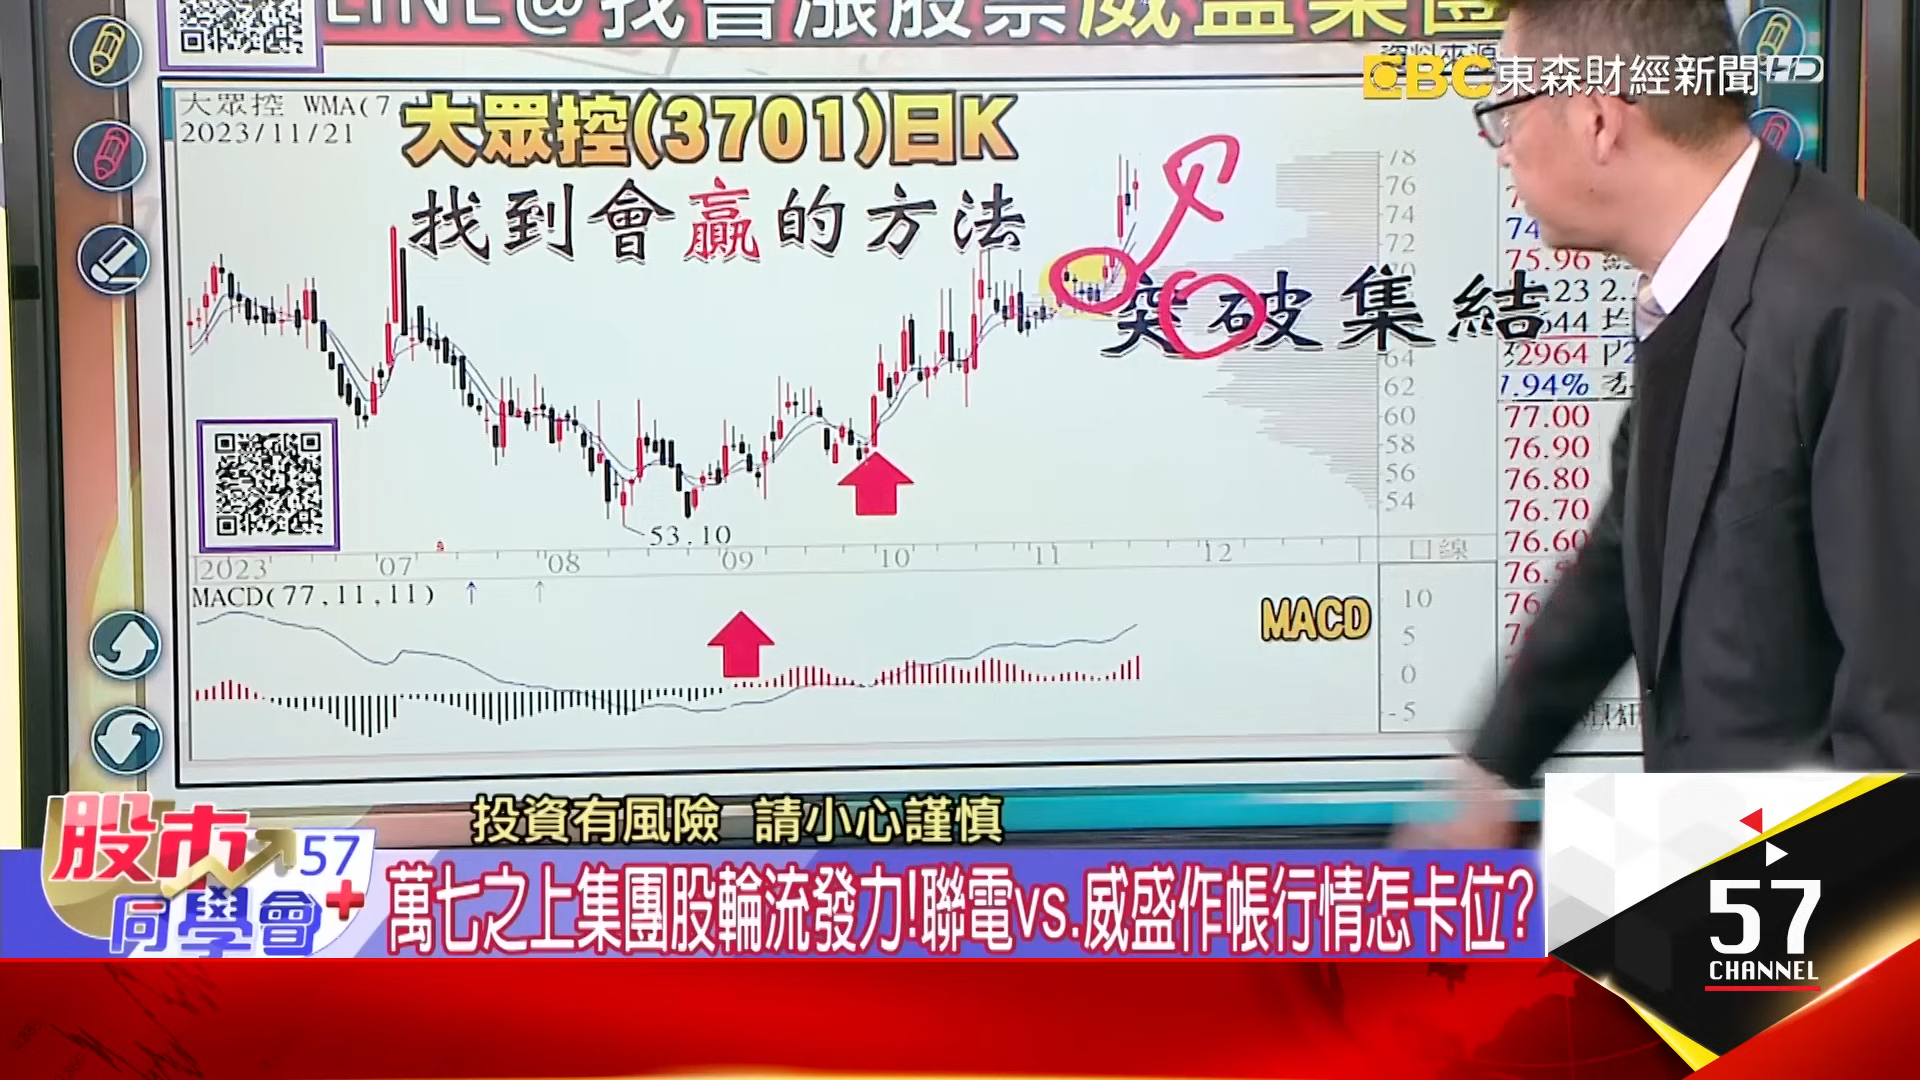 LINE@找會漲股票威盛集團
EBC東森財經新聞HD
大眾控 WMA(7
2023/11/21
大眾控(3701)日K
找到會贏的方法
突破集結
78
76
74
72
70
64
62
60
58
56
54
53.10
2023 07 08 09 10 11 12 日線
MACD(77,11,11) ↑ ↑
MACD
10
5
0
-5
75.96
2964
7.94%
77.00
76.90
76.80
76.70
76.60
投資有風險 請小心謹慎
股市57
同學會+
萬七之上集團股輪流發力!聯電vs.威盛作帳行情怎卡位?
57
CHANNEL